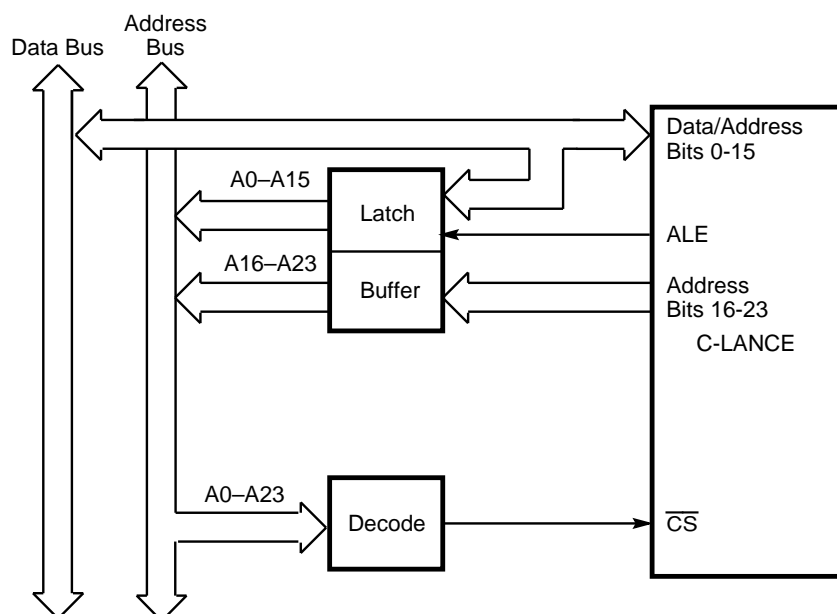 Data Bus
Address
Bus
Data/Address
Bits 0-15
A0–A15
Latch
ALE
A16–A23
Buffer
Address
Bits 16-23
C-LANCE
A0–A23
Decode
C̅S̅